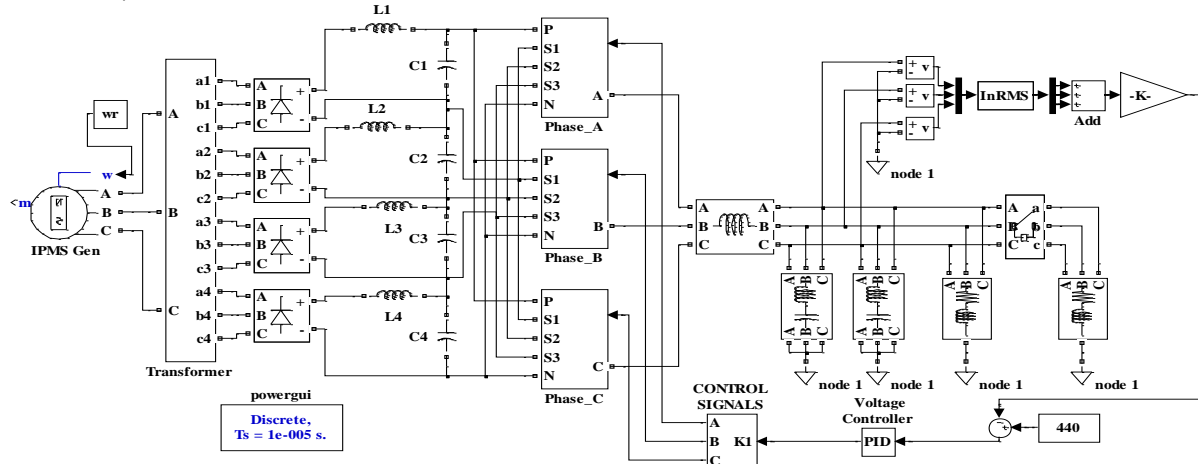 L1
P
S1
S2
S3
N
A
Phase_A
C1
a1
b1
c1
A
B
C
+
-
wr
A
L2
a2
b2
c2
A
B
C
+
-
C2
P
S1
S2
S3
N
B
Phase_B
w
<m
A
B
C
IPMS Gen
B
a3
b3
c3
A
B
C
+
-
L3
C3
C
a4
b4
c4
A
B
C
+
-
L4
C4
P
S1
S2
S3
N
C
Phase_C
Transformer
powergui
Discrete,
Ts = 1e-005 s.
A
B
C
A
B
C
+
-
v
+
-
v
+
-
v
node 1
InRMS
Add
-K-
A
B
C
a
b
c
A B C
A B C
A B C
A B C
A B C
A B C
node 1
node 1
node 1
node 1
CONTROL
SIGNALS
A
B
C
K1
Voltage
Controller
PID
440